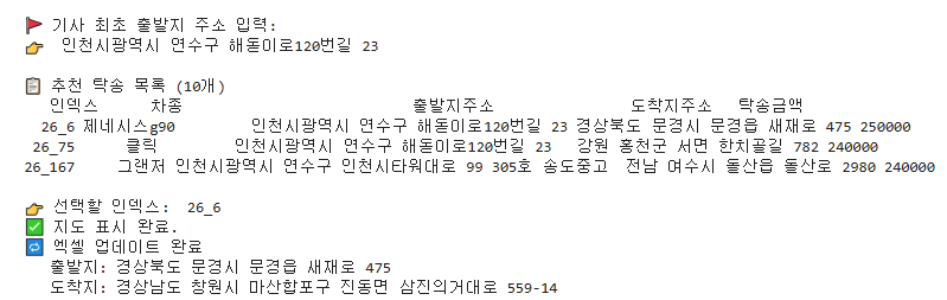 🚩 기사 최초 출발지 주소 입력:
👉 인천시광역시 연수구 해돋이로120번길 23
📋 추천 탁송 목록 (10개)
인덱스 차종 출발지주소 도착지주소 탁송금액
26_6 제네시스g90 인천시광역시 연수구 해돋이로120번길 23 경상북도 문경시 문경읍 새재로 475 250000
26_75 클릭 인천시광역시 연수구 해돋이로120번길 23 강원 홍천군 서면 한치골길 782 240000
26_167 그랜저 인천시광역시 연수구 인천시타워대로 99 305호 송도중고 전남 여수시 돌산읍 돌산로 2980 240000
👉 선택할 인덱스: 26_6
✅ 지도 표시 완료.
🔁 엑셀 업데이트 완료
출발지: 경상북도 문경시 문경읍 새재로 475
도착지: 경상남도 창원시 마산합포구 진동면 삼진의거대로 559-14